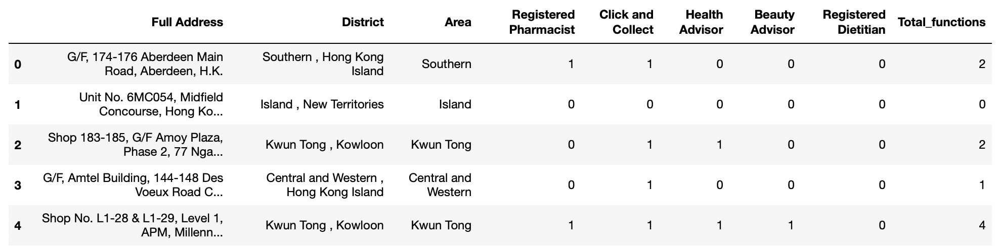 Full Address District Area Registered Pharmacist Click and Collect Health Advisor Beauty Advisor Registered Dietitian Total_functions
0 G/F, 174-176 Aberdeen Main Road, Aberdeen, H.K. Southern , Hong Kong Island Southern 1 1 0 0 0 2
1 Unit No. 6MC054, Midfield Concourse, Hong Ko... Island , New Territories Island 0 0 0 0 0 0
2 Shop 183-185, G/F Amoy Plaza, Phase 2, 77 Nga... Kwun Tong , Kowloon Kwun Tong 0 1 1 0 0 2
3 G/F, Amtel Building, 144-148 Des Voeux Road C... Central and Western , Hong Kong Island Central and Western 0 1 0 0 0 1
4 Shop No. L1-28 & L1-29, Level 1, APM, Millenn... Kwun Tong , Kowloon Kwun Tong 1 1 1 1 0 4